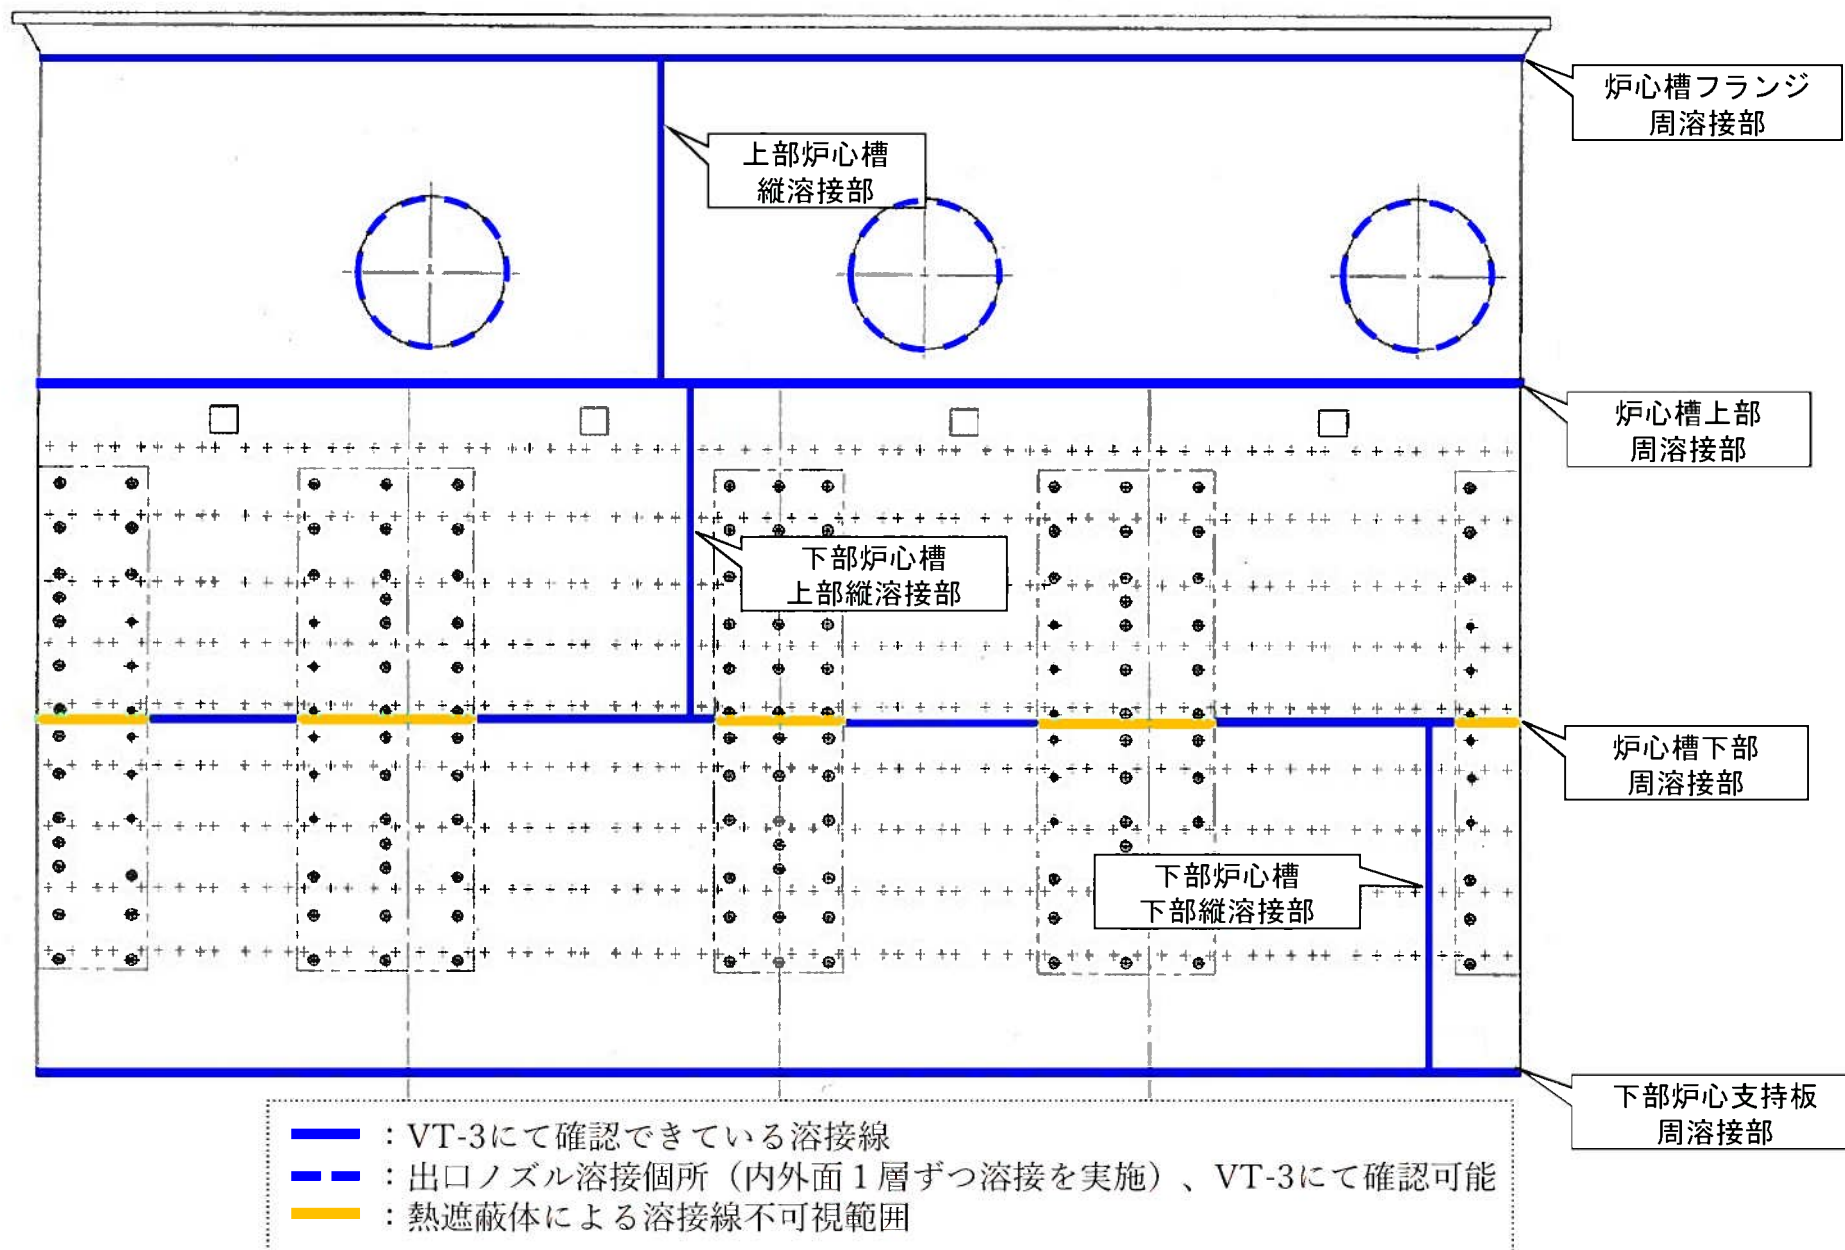 炉心槽フランジ
周溶接部
上部炉心槽
縦溶接部
炉心槽上部
周溶接部
下部炉心槽
上部縦溶接部
炉心槽下部
周溶接部
下部炉心槽
下部縦溶接部
下部炉心支持板
周溶接部
：VT-3にて確認できている溶接線
：出口ノズル溶接個所（内外面１層ずつ溶接を実施）、VT-3にて確認可能
：熱遮蔽体による溶接線不可視範囲